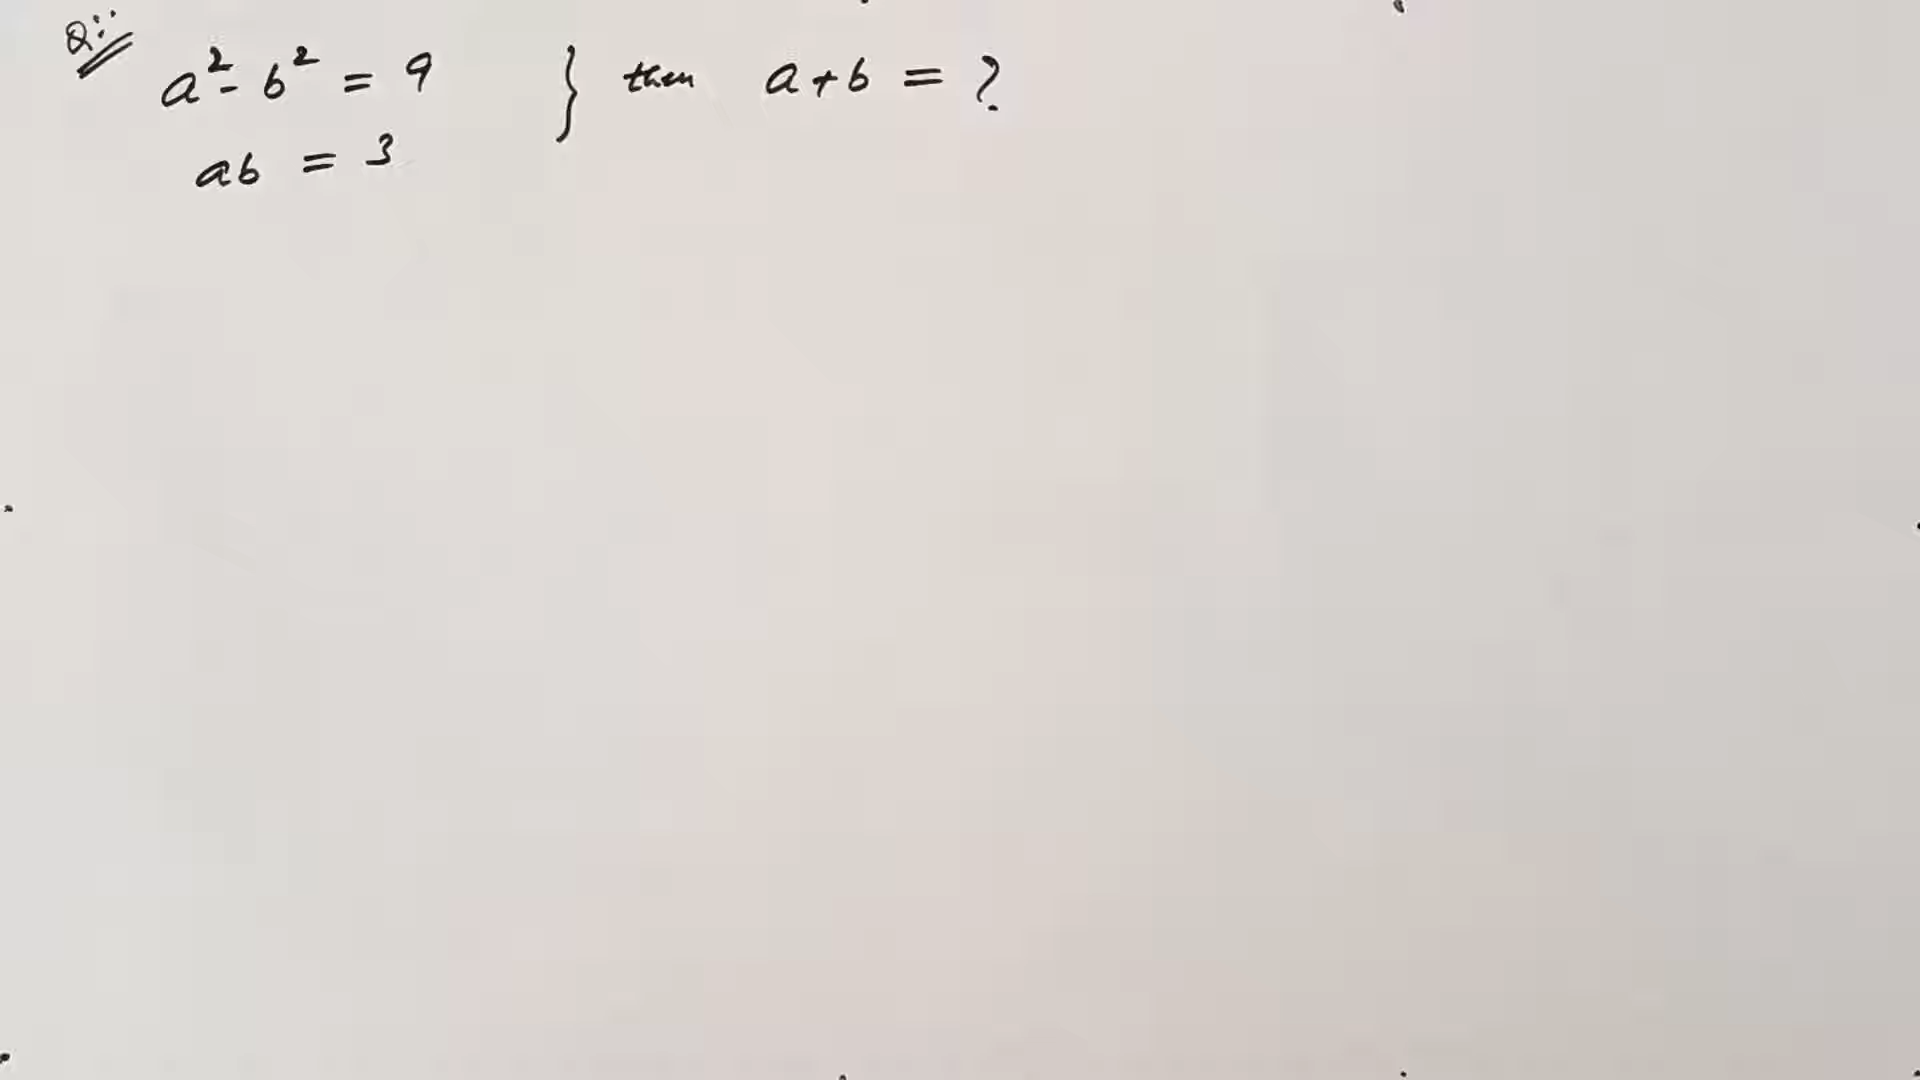 Q:
a² - b² = 9 } then a + b = ?
ab = 3